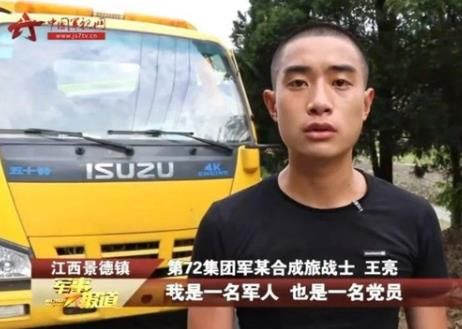 中国军视网
www.js7tv.cn
五十铃
ISUZU
4K
ENGINE
江西景德镇
第72集团军某合成旅战士 王亮
军事报道
我是一名军人 也是一名党员